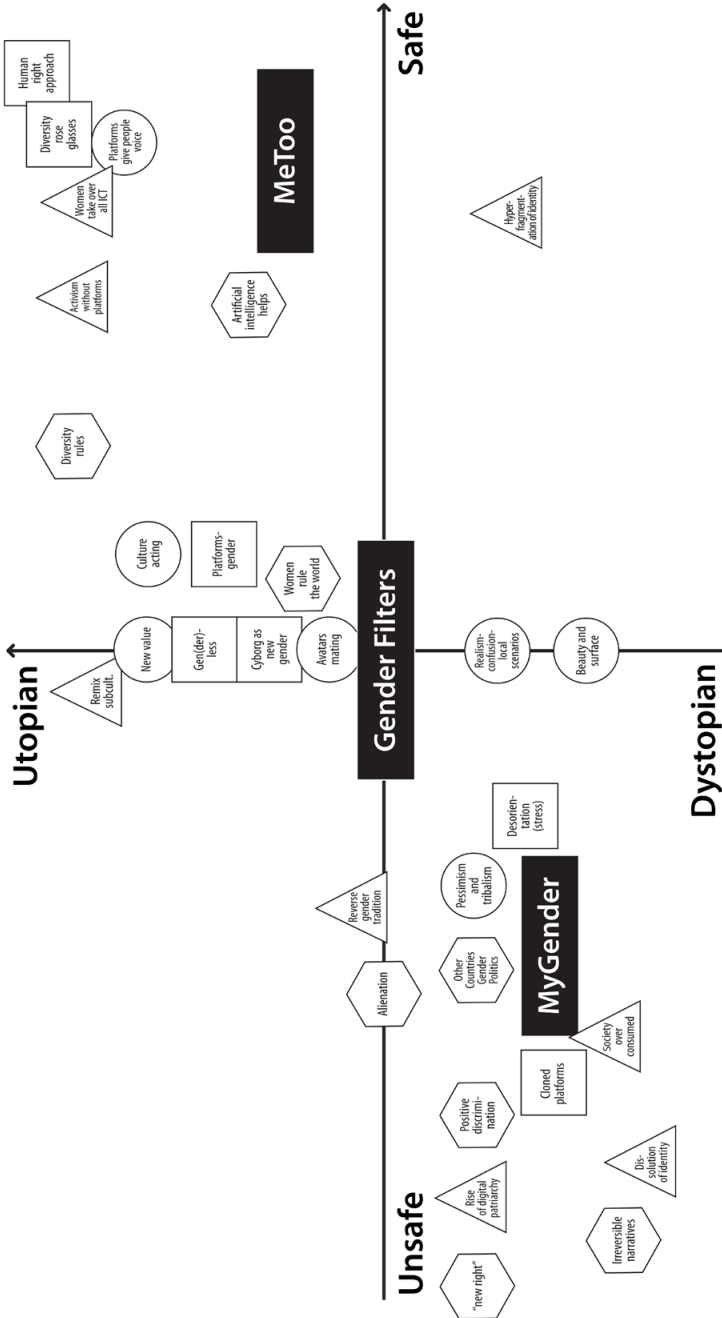 Utopian
Remix
subcult.
New value
Gen(der)-
less
Cyborg as
new
gender
Avatars
mating
Culture
acting
Platforms-
gender
Women
rule
the world
Diversity
rules
Activism
without
platforms
Artificial
intelligence
helps
Women
take over
all ICT
Diversity
rose
glasses
Human
right
approach
Platforms
give people
voice
MeToo
Reverse
gender
tradition
Alienation
Gender Filters
Unsafe
Safe
"new right"
Rise
of digital
patriarchy
Positive
discrimi-
nation
Other
Countries
Gender
Politics
Pessimism
and
tribalism
Desorien-
tation
(stress)
MyGender
Cloned
platforms
Society
over
consumed
Dis-
solution
of identity
Irreversible
narratives
Realism-
confusion-
local
scenarios
Beauty and
surface
Hyper-
fragment-
ation of identity
Dystopian